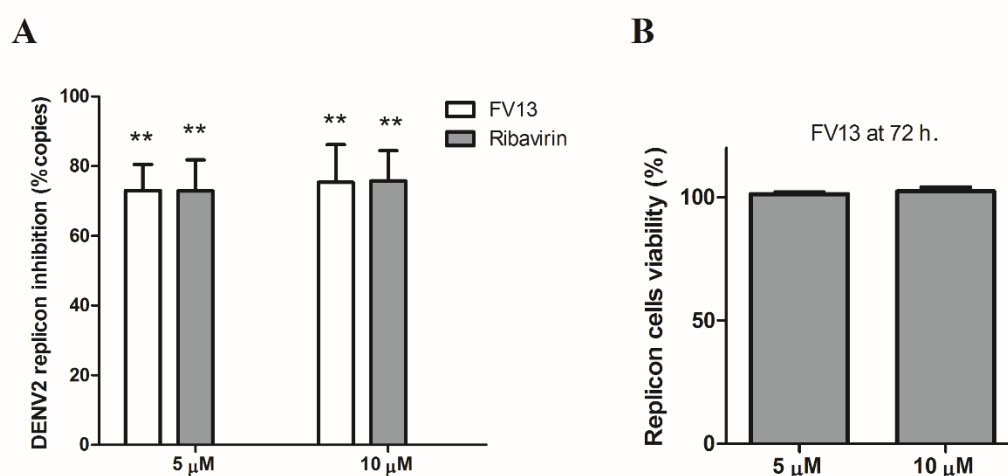 A
DENV2 replicon inhibition (%copies)
100
80
60
40
20
0
** ** ** **
FV13
Ribavirin
5 µM 10 µM
B
FV13 at 72 h.
Replicon cells viability (%)
100
50
0
5 µM 10 µM